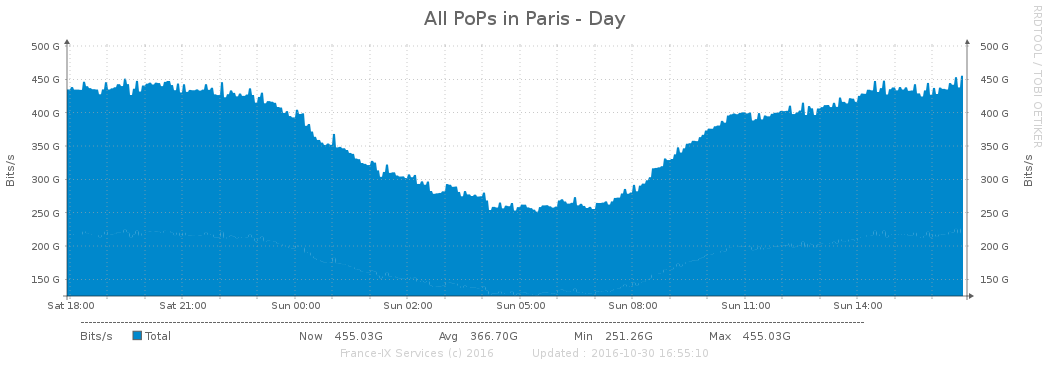 All PoPs in Paris - Day
RRDTOOL / TOBI OETIKER
Bits/s
500 G
450 G
400 G
350 G
300 G
250 G
200 G
150 G
500 G
450 G
400 G
350 G
300 G
250 G
200 G
150 G
Bits/s
Sat 18:00 Sat 21:00 Sun 00:00 Sun 02:00 Sun 05:00 Sun 08:00 Sun 11:00 Sun 14:00
Bits/s Total Now 455.03G Avg 366.70G Min 251.26G Max 455.03G
France-IX Services (c) 2016 Updated : 2016-10-30 16:55:10